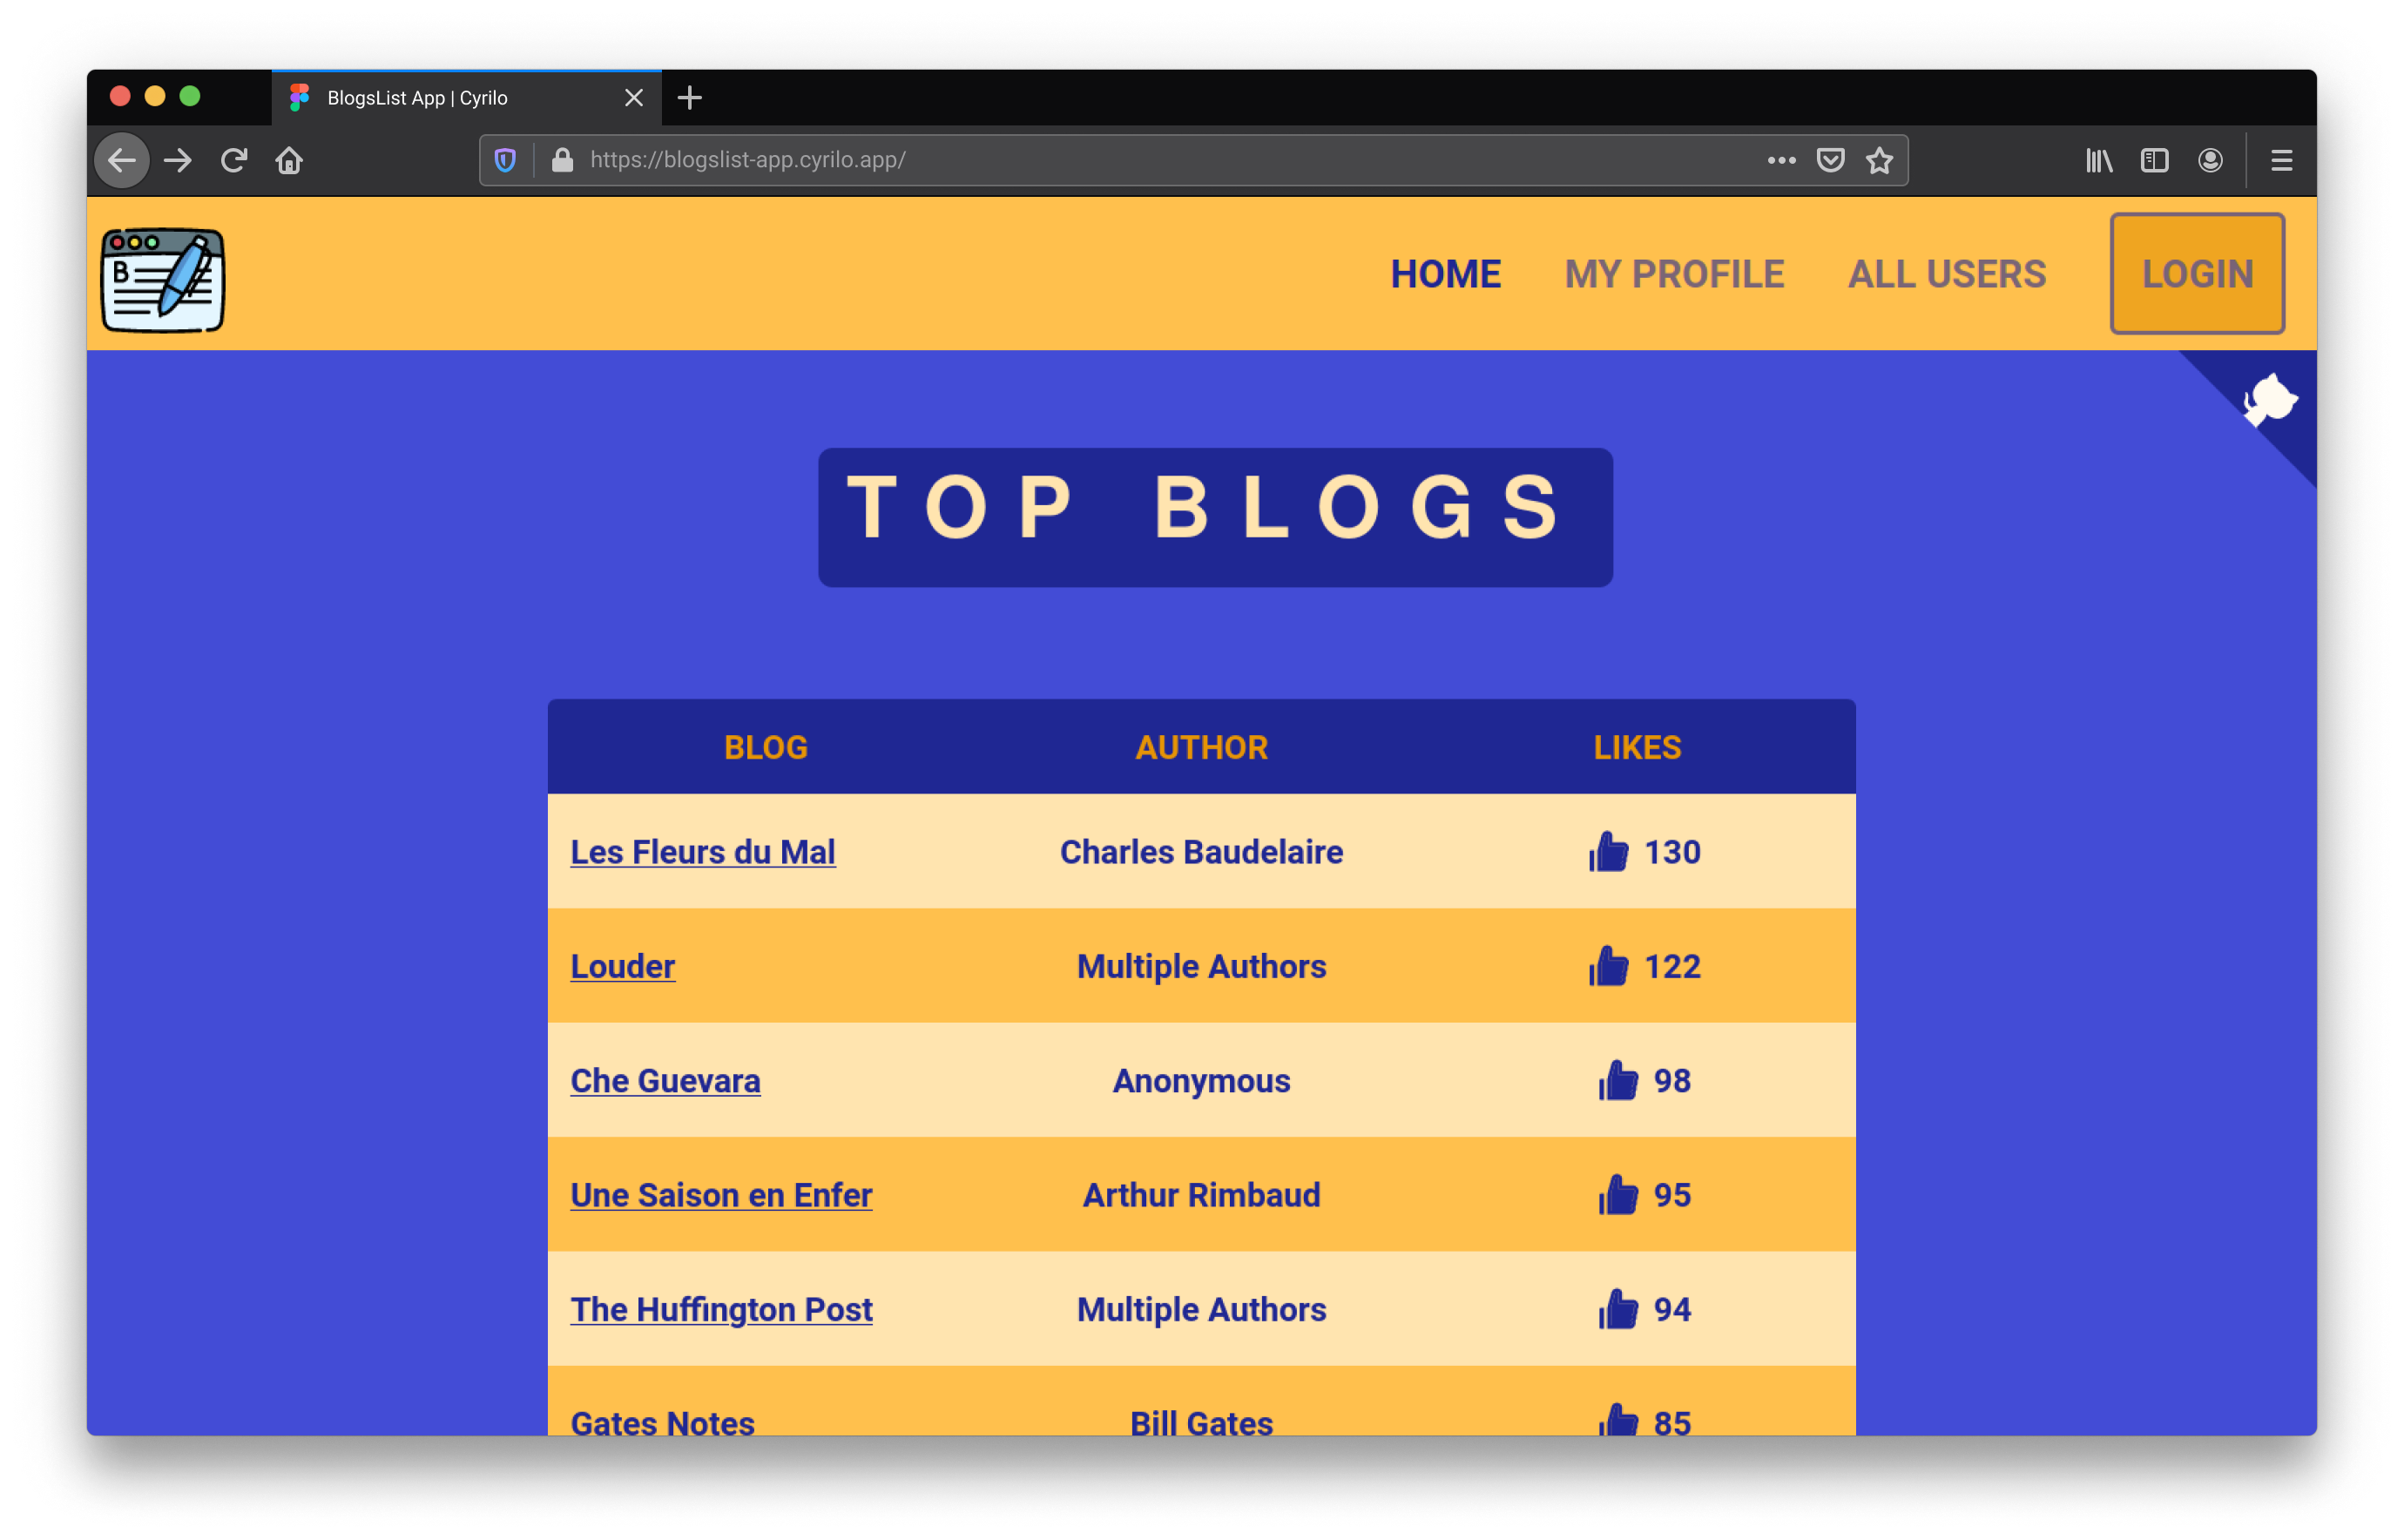 BlogsList App | Cyrilo
https://blogslist-app.cyrilo.app/
B
HOME MY PROFILE ALL USERS LOGIN
TOP BLOGS
BLOG AUTHOR LIKES
Les Fleurs du Mal Charles Baudelaire 130
Louder Multiple Authors 122
Che Guevara Anonymous 98
Une Saison en Enfer Arthur Rimbaud 95
The Huffington Post Multiple Authors 94
Gates Notes Bill Gates 85